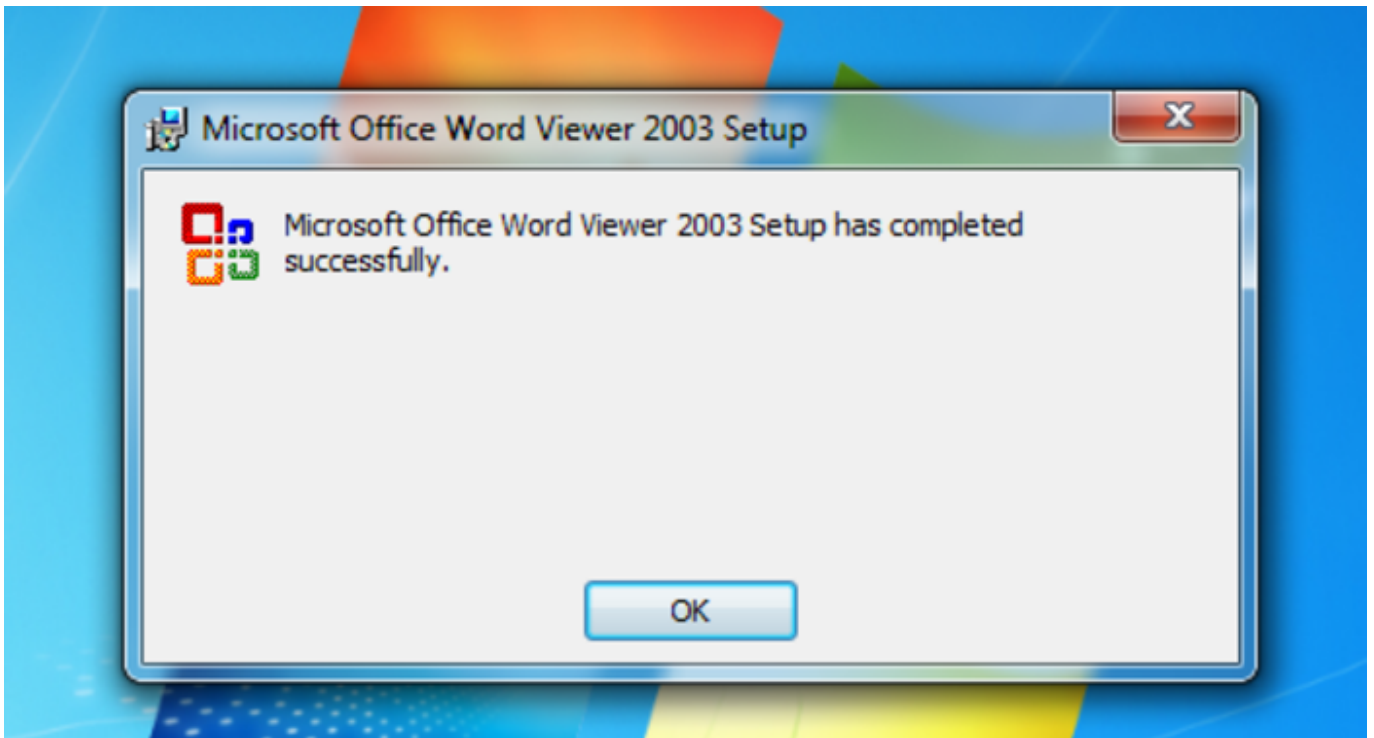 Microsoft Office Word Viewer 2003 Setup
Microsoft Office Word Viewer 2003 Setup has completed
successfully.
OK